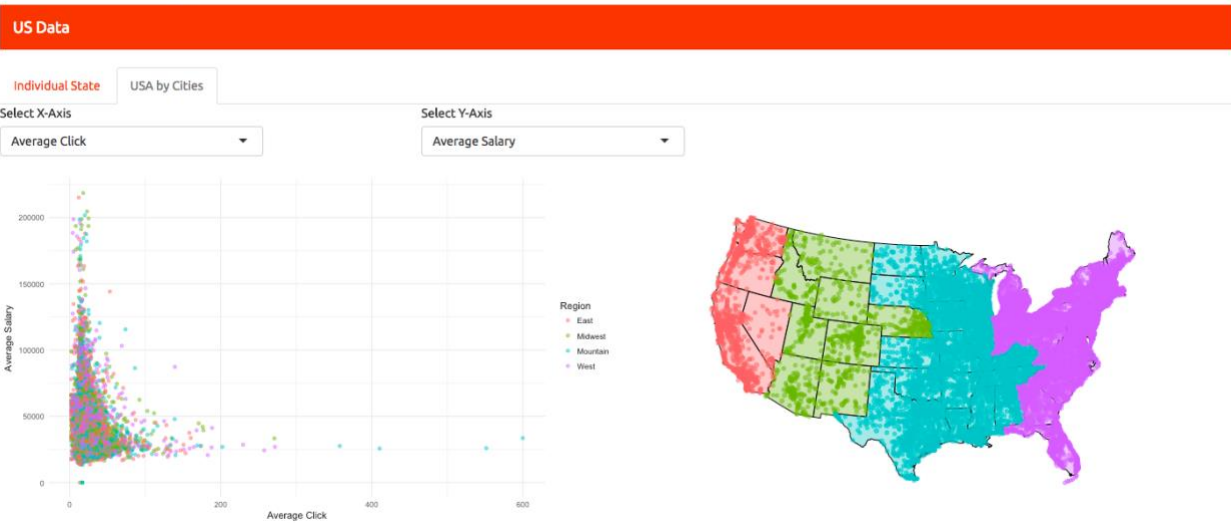 US Data
Individual State
USA by Cities
Select X-Axis
Select Y-Axis
Average Click
Average Salary
200000
150000
100000
50000
0
Average Salary
0
200
400
600
Average Click
Region
East
Midwest
Mountain
West